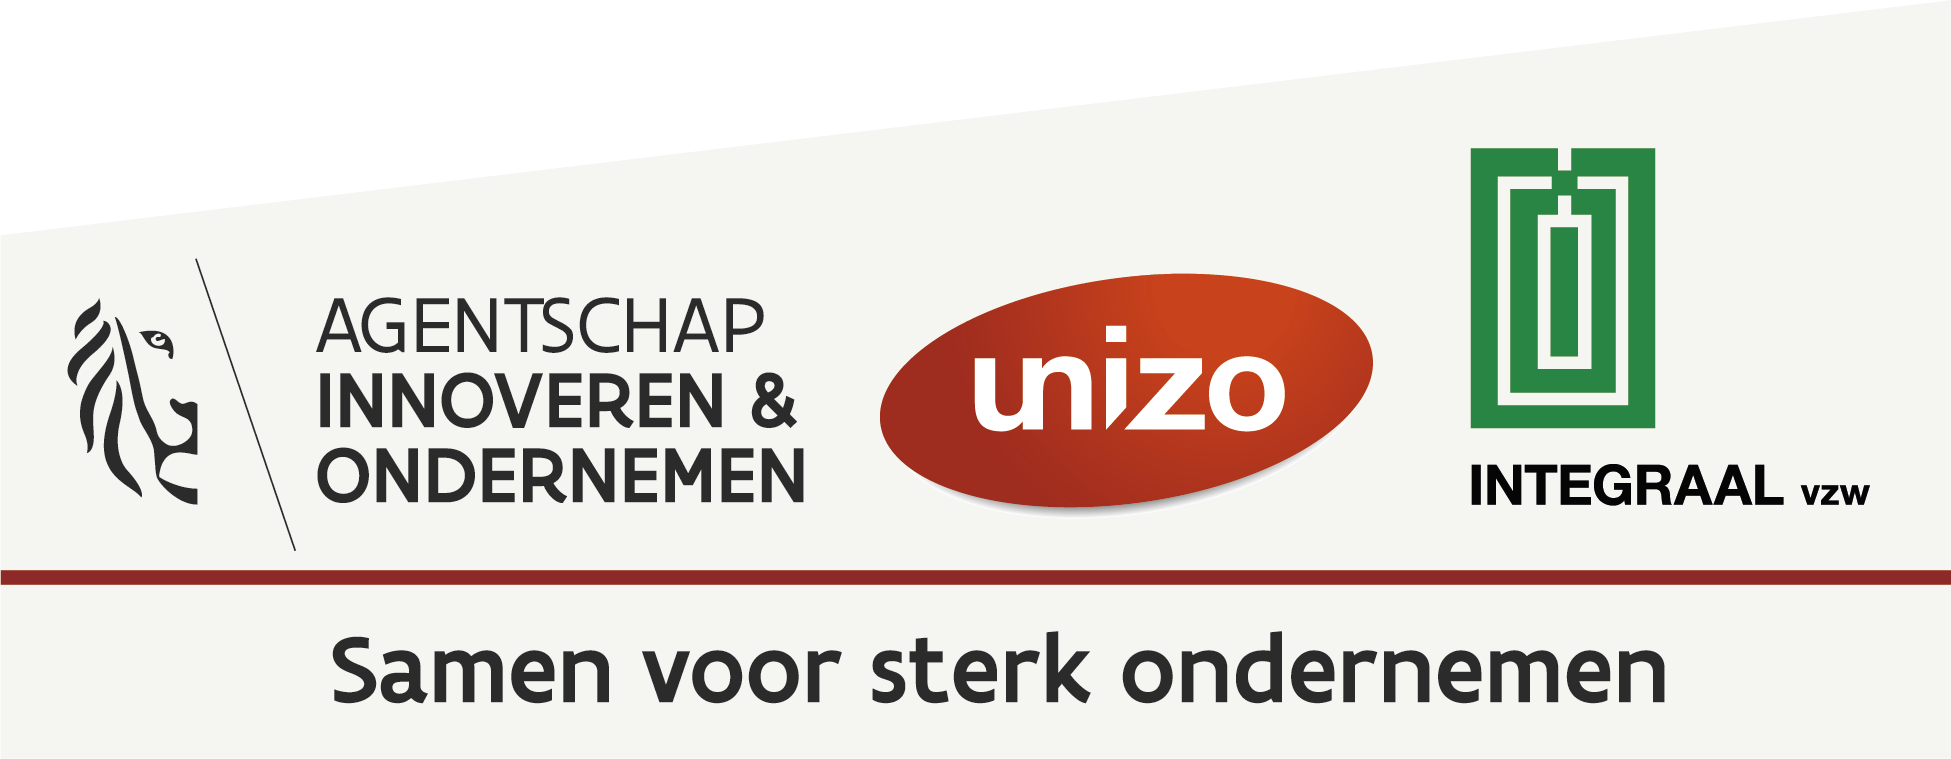 AGENTSCHAP
INNOVEREN &
ONDERNEMEN
unizo
INTEGRAAL vzw
Samen voor sterk ondernemen